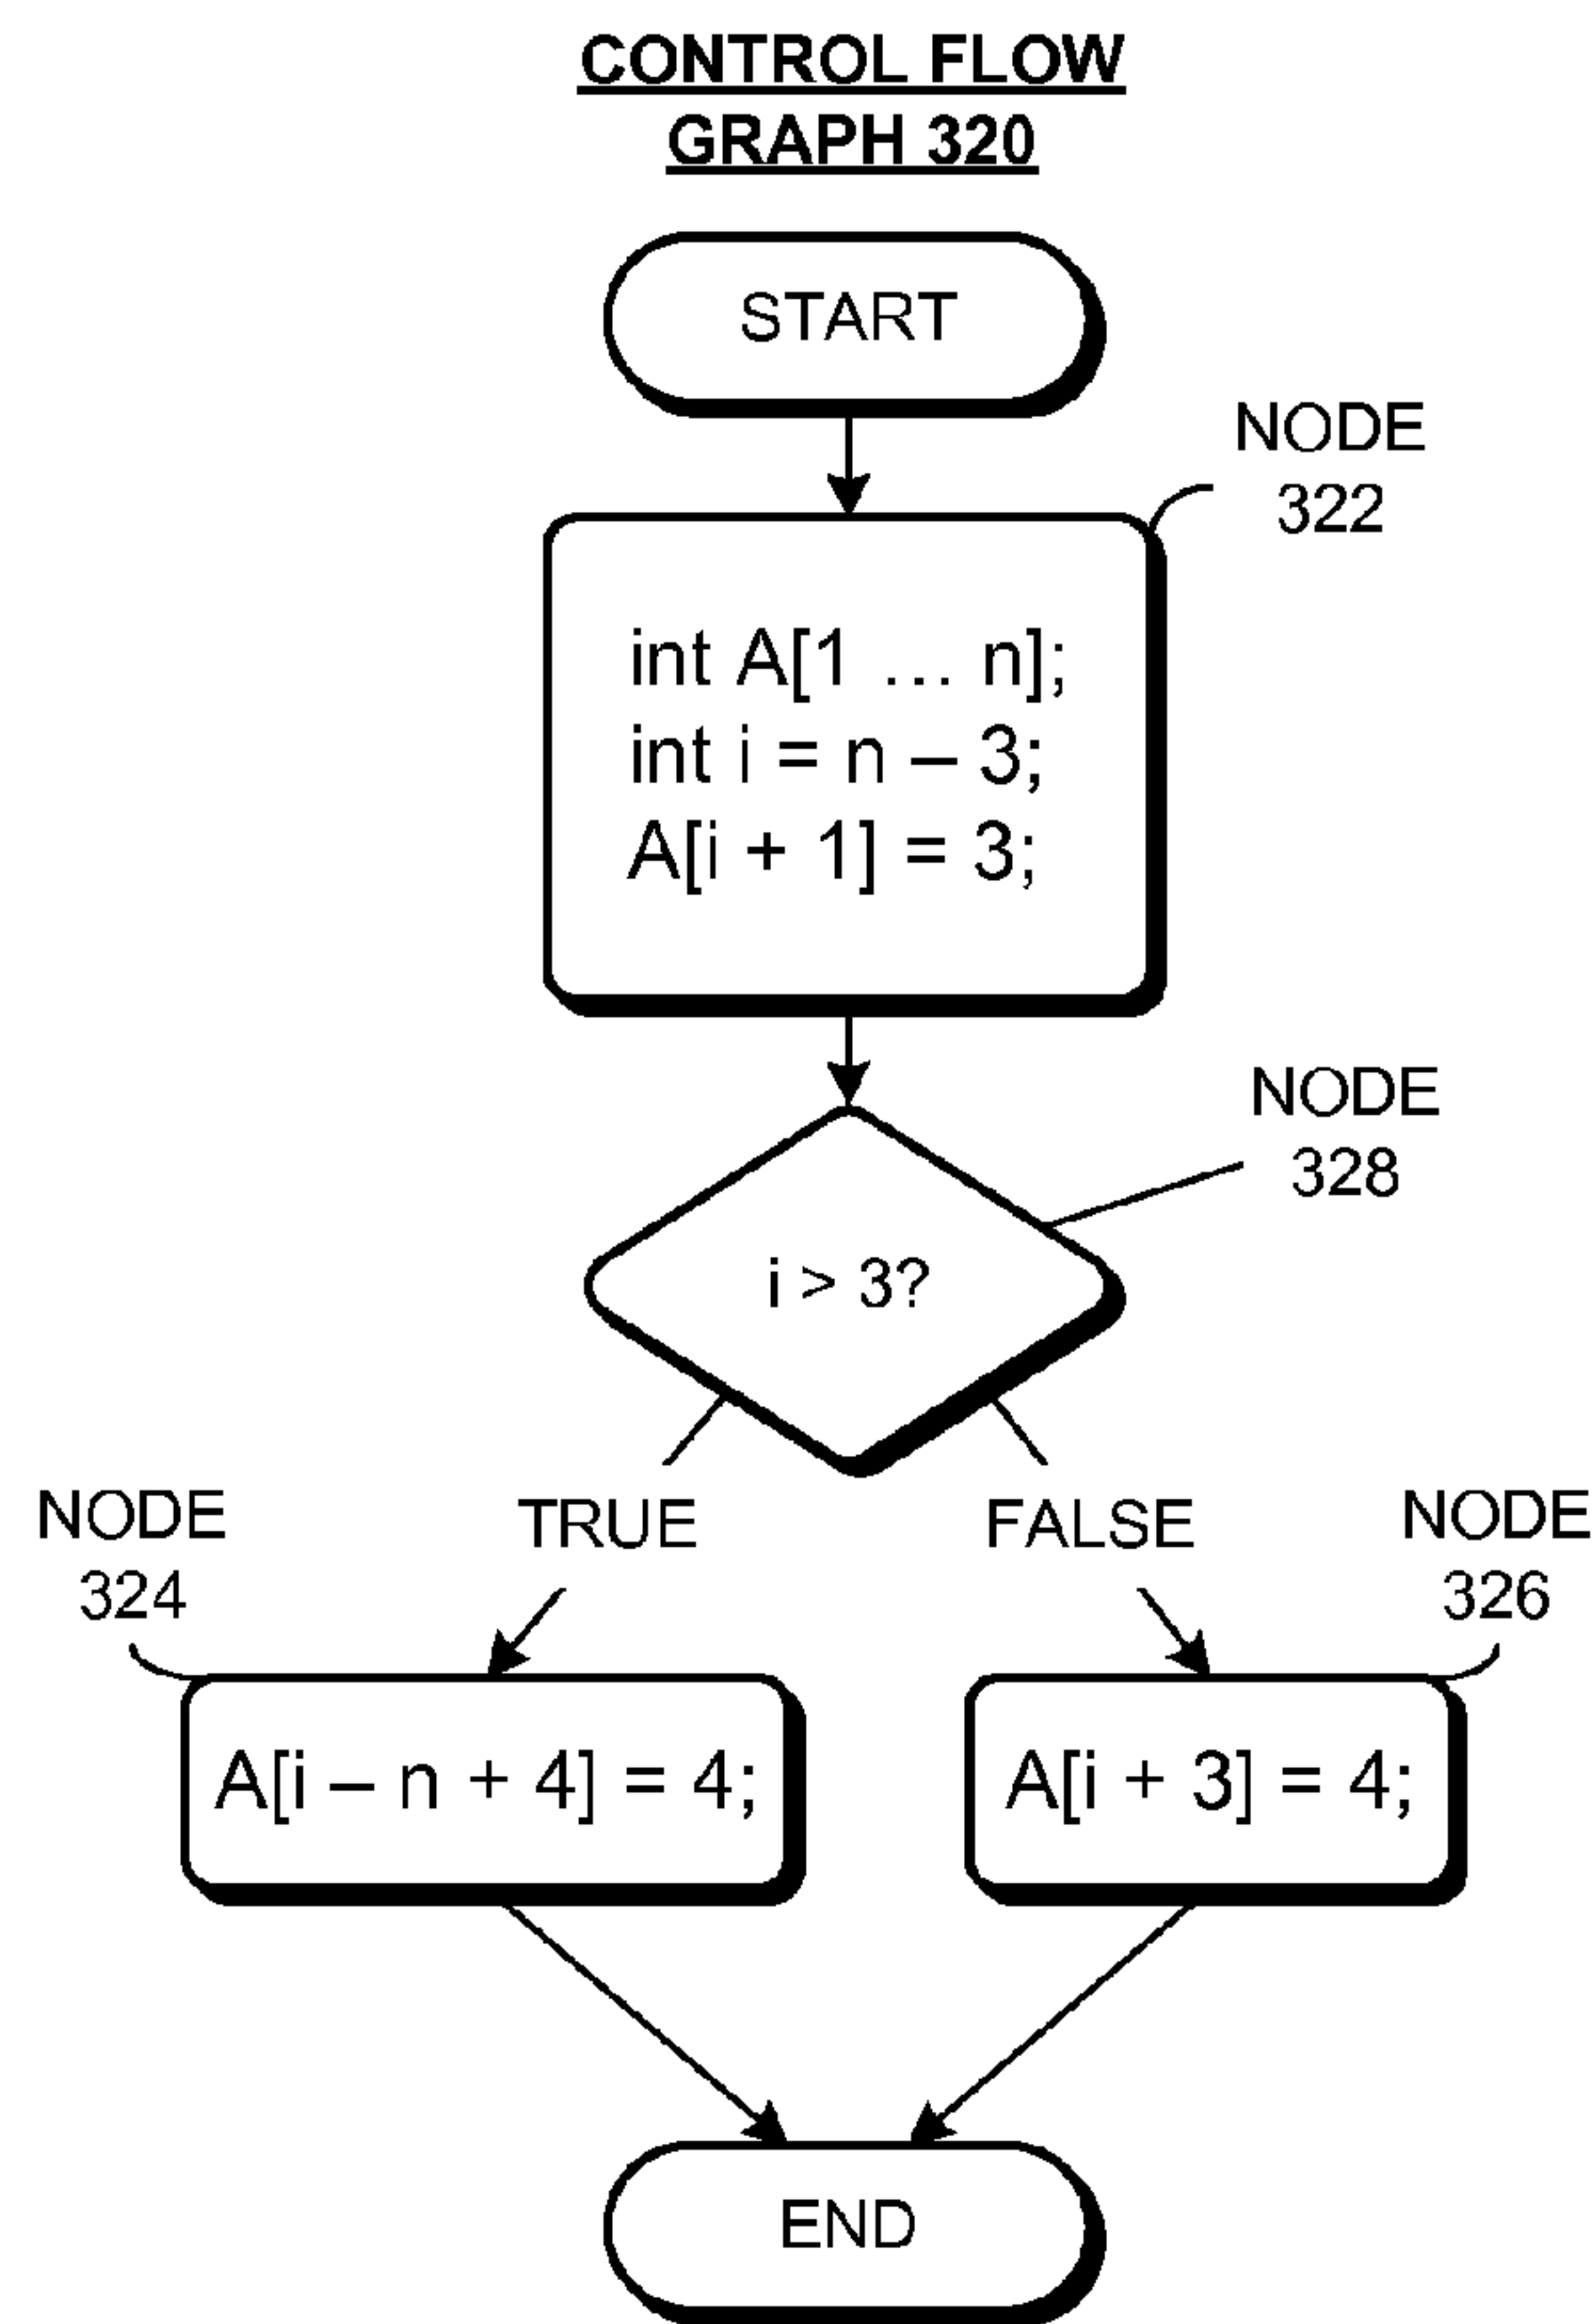 CONTROL FLOW
GRAPH 320
START
NODE
322
int A[1 ... n];
int i = n – 3;
A[i + 1] = 3;
NODE
328
i > 3?
TRUE
FALSE
NODE
324
NODE
326
A[i – n + 4] = 4;
A[i + 3] = 4;
END